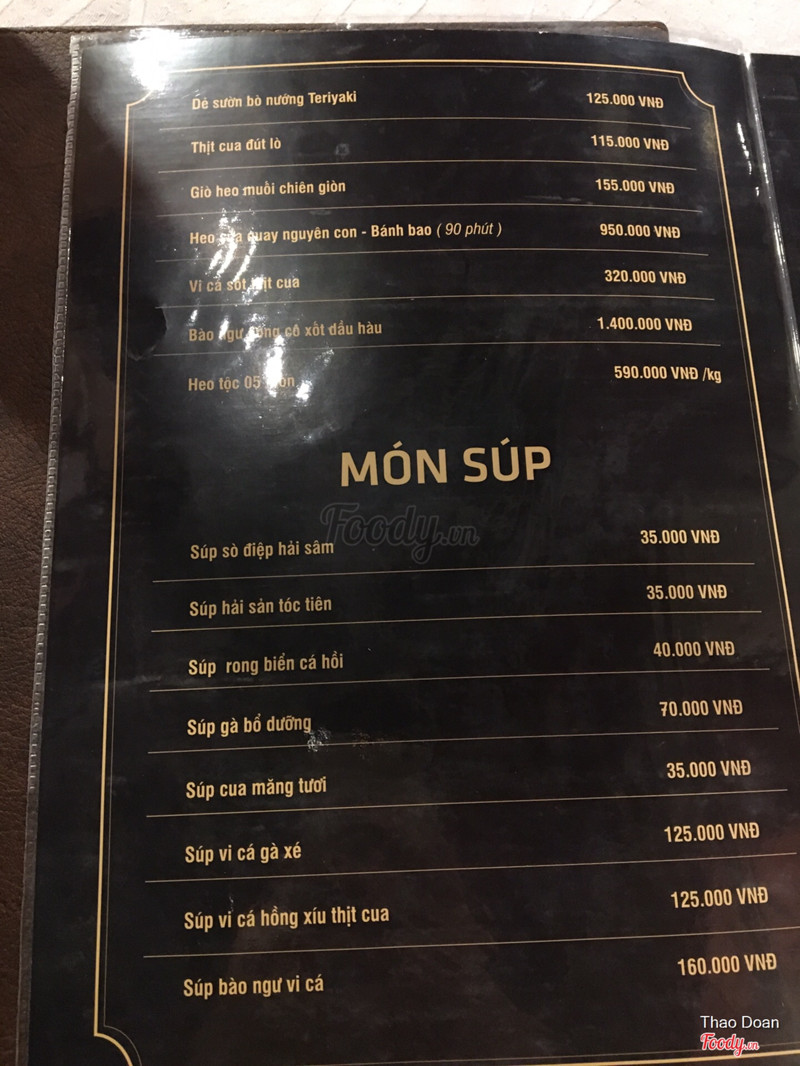 Dẻ sườn bò nướng Teriyaki 125.000 VNĐ
Thịt cua đút lò 115.000 VNĐ
Giò heo muối chiên giòn 155.000 VNĐ
Heo sữa quay nguyên con - Bánh bao ( 90 phút ) 950.000 VNĐ
Vi cá sốt thịt cua 320.000 VNĐ
Bào ngư cô xốt dầu hàu 1.400.000 VNĐ
Heo tộc 05 món 590.000 VNĐ /kg
MÓN SÚP
Foody.vn
Súp sò điệp hải sâm 35.000 VNĐ
Súp hải sản tóc tiên 35.000 VNĐ
Súp rong biển cá hồi 40.000 VNĐ
Súp gà bổ dưỡng 70.000 VNĐ
Súp cua măng tươi 35.000 VNĐ
Súp vi cá gà xé 125.000 VNĐ
Súp vi cá hồng xíu thịt cua 125.000 VNĐ
Súp bào ngư vi cá 160.000 VNĐ
Thao Doan
Foody.vn